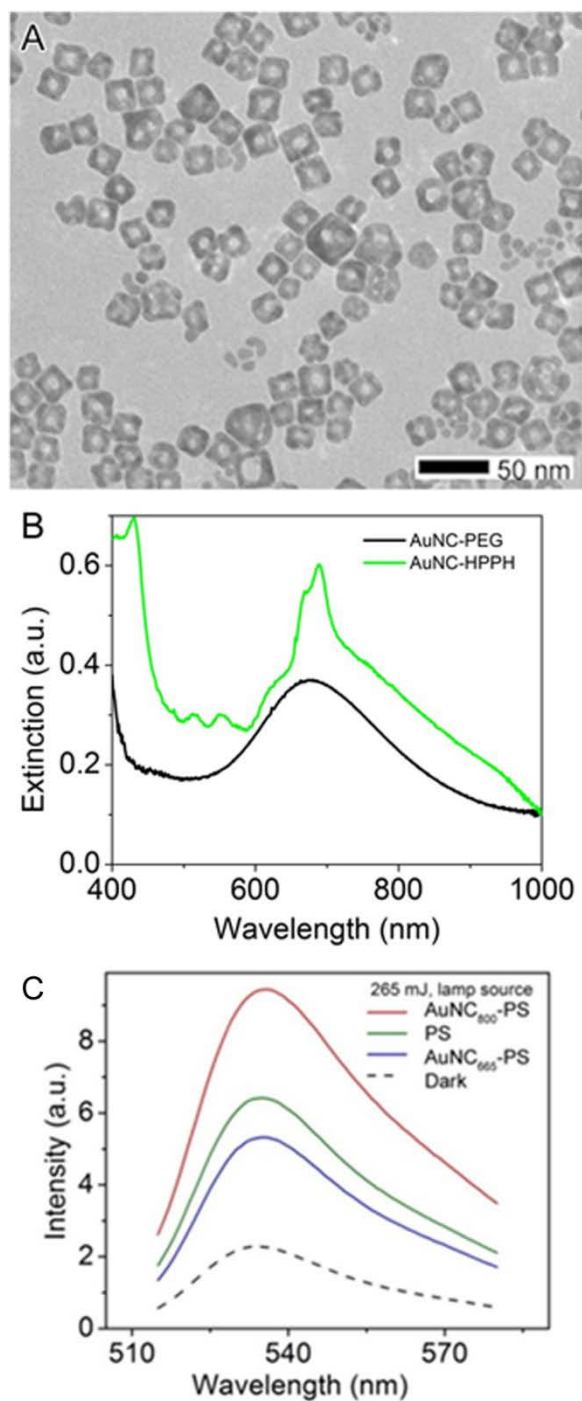 A
50 nm
B
AuNC-PEG
AuNC-HPPH
0.6
0.4
0.2
0.0
Extinction (a.u.)
400 600 800 1000
Wavelength (nm)
C
265 mJ, lamp source
AuNC₈₀₀-PS
PS
AuNC₆₆₅-PS
Dark
8
6
4
2
0
Intensity (a.u.)
510 540 570
Wavelength (nm)